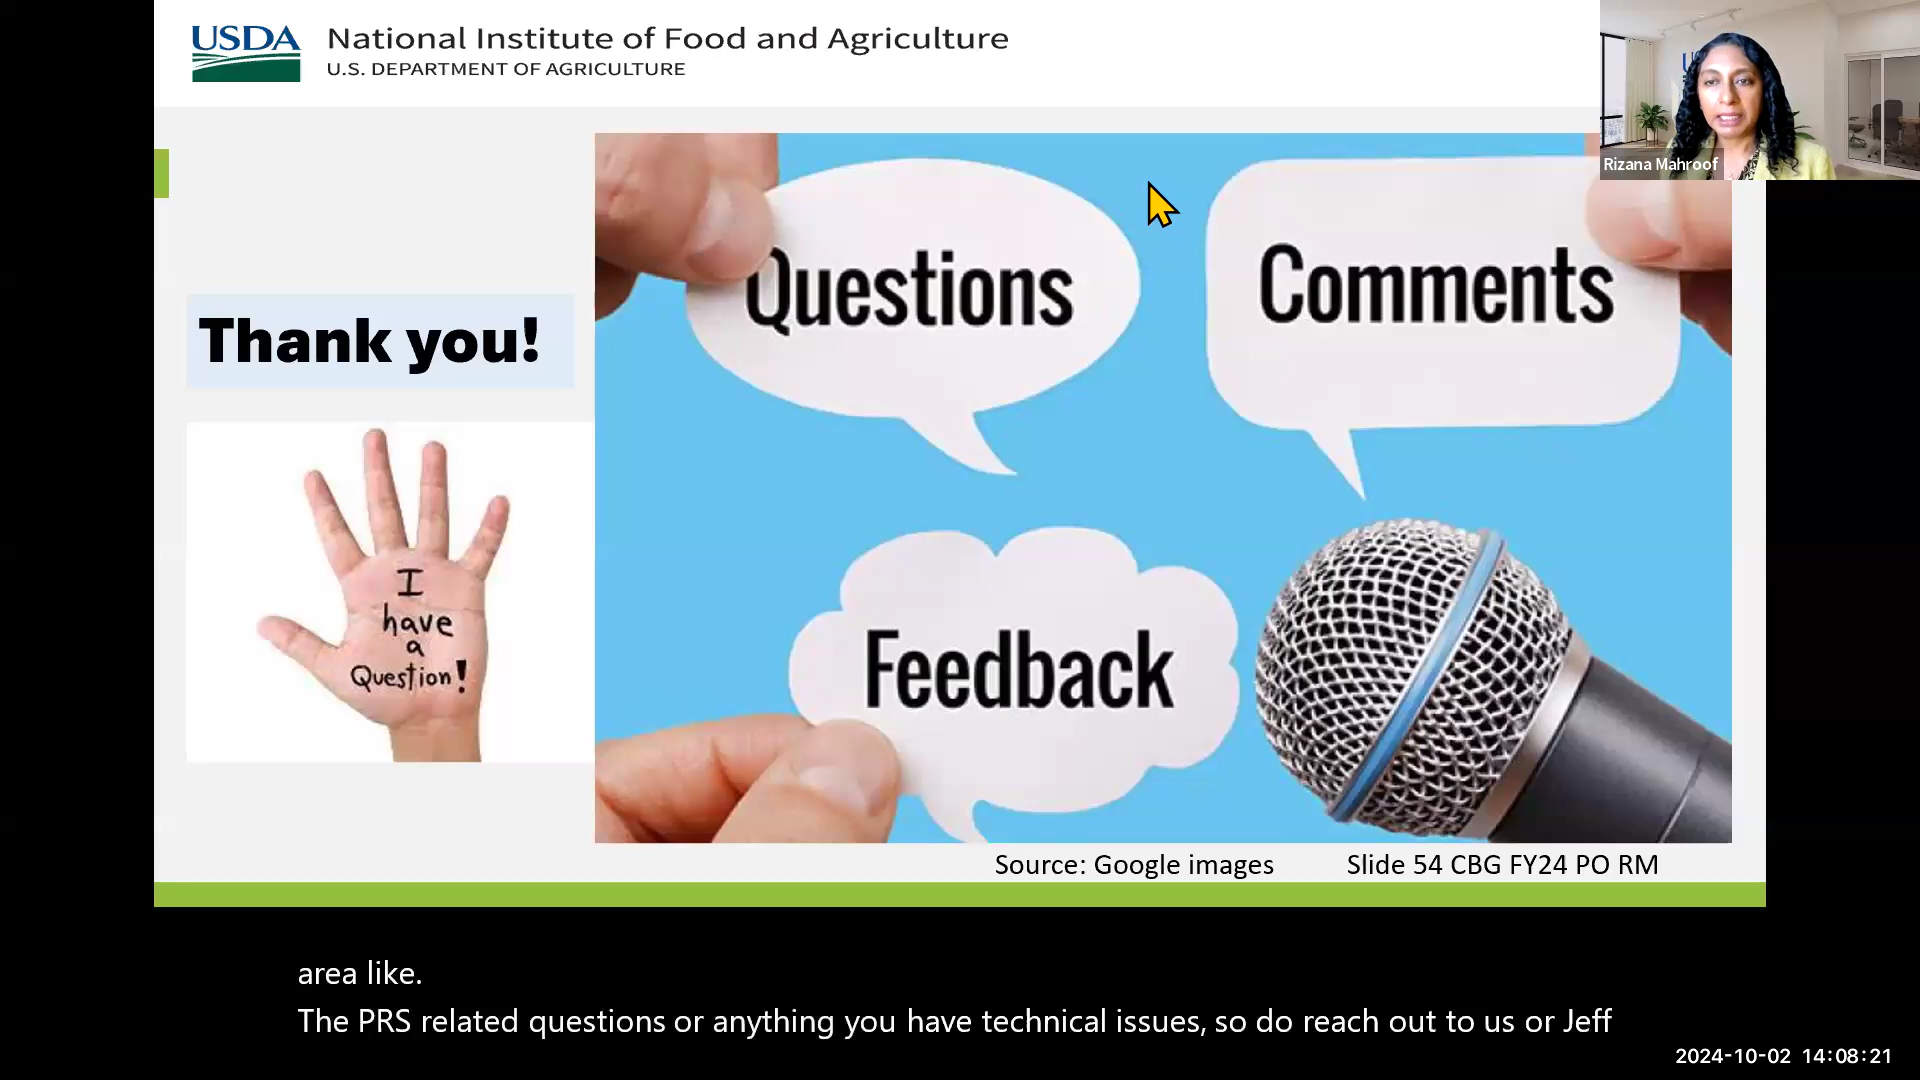 USDA
National Institute of Food and Agriculture
U.S. DEPARTMENT OF AGRICULTURE
Rizana Mahroof
Questions
Comments
Thank you!
I
have
a
Question!
Feedback
Source: Google images
Slide 54 CBG FY24 PO RM
area like.
The PRS related questions or anything you have technical issues, so do reach out to us or Jeff
2024-10-02 14:08:21